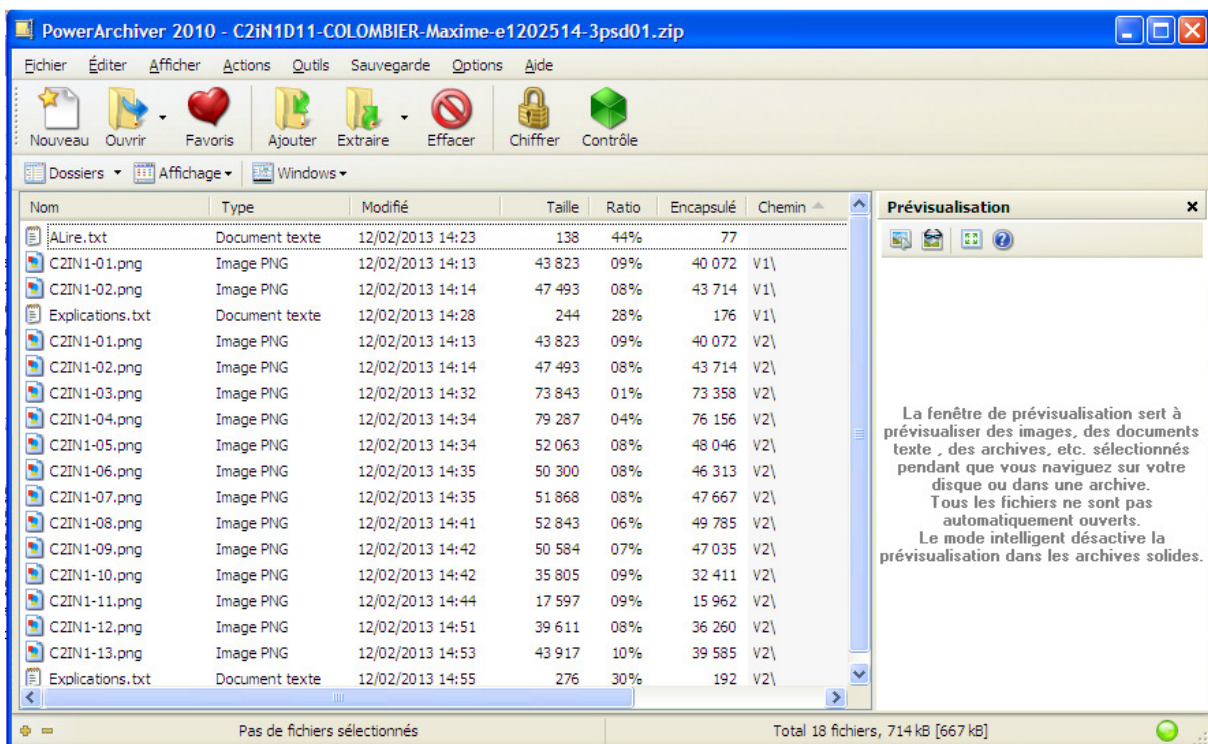 PowerArchiver 2010 - C2iN1D11-COLOMBIER-Maxime-e1202514-3psd01.zip
Fichier Éditer Afficher Actions Outils Sauvegarde Options Aide
Nouveau Ouvrir Favoris Ajouter Extraire Effacer Chiffrer Contrôle
Dossiers Affichage Windows
Nom Type Modifié Taille Ratio Encapsulé Chemin
ALire.txt Document texte 12/02/2013 14:23 138 44% 77
C2IN1-01.png Image PNG 12/02/2013 14:13 43 823 09% 40 072 V1\
C2IN1-02.png Image PNG 12/02/2013 14:14 47 493 08% 43 714 V1\
Explications.txt Document texte 12/02/2013 14:28 244 28% 176 V1\
C2IN1-01.png Image PNG 12/02/2013 14:13 43 823 09% 40 072 V2\
C2IN1-02.png Image PNG 12/02/2013 14:14 47 493 08% 43 714 V2\
C2IN1-03.png Image PNG 12/02/2013 14:32 73 843 01% 73 358 V2\
C2IN1-04.png Image PNG 12/02/2013 14:34 79 287 04% 76 156 V2\
C2IN1-05.png Image PNG 12/02/2013 14:34 52 063 08% 48 046 V2\
C2IN1-06.png Image PNG 12/02/2013 14:35 50 300 08% 46 313 V2\
C2IN1-07.png Image PNG 12/02/2013 14:35 51 868 08% 47 667 V2\
C2IN1-08.png Image PNG 12/02/2013 14:41 52 843 06% 49 785 V2\
C2IN1-09.png Image PNG 12/02/2013 14:42 50 584 07% 47 035 V2\
C2IN1-10.png Image PNG 12/02/2013 14:42 35 805 09% 32 411 V2\
C2IN1-11.png Image PNG 12/02/2013 14:44 17 597 09% 15 962 V2\
C2IN1-12.png Image PNG 12/02/2013 14:51 39 611 08% 36 260 V2\
C2IN1-13.png Image PNG 12/02/2013 14:53 43 917 10% 39 585 V2\
Explications.txt Document texte 12/02/2013 14:55 276 30% 192 V2\
Prévisualisation
La fenêtre de prévisualisation sert à
prévisualiser des images, des documents
texte , des archives, etc. sélectionnés
pendant que vous naviguez sur votre
disque ou dans une archive.
Tous les fichiers ne sont pas
automatiquement ouverts.
Le mode intelligent désactive la
prévisualisation dans les archives solides.
Pas de fichiers sélectionnés
Total 18 fichiers, 714 kB [667 kB]